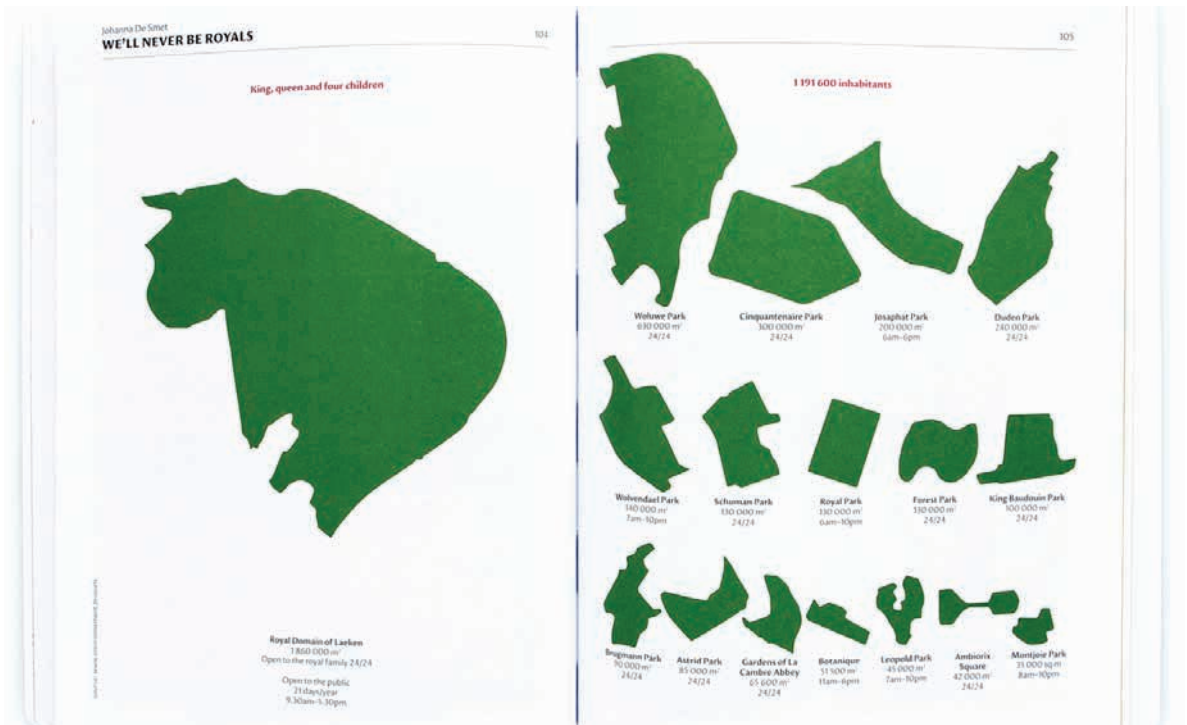 Johanna De Smet
WE'LL NEVER BE ROYALS
104
King, queen and four children
Royal Domain of Laeken
1 860 000 m²
Open to the royal family 24/24
Open to the public
21 days/year
9.30am–5.30pm
105
1 191 600 inhabitants
Woluwe Park
630 000 m²
24/24
Cinquantenaire Park
300 000 m²
24/24
Josaphat Park
200 000 m²
6am–6pm
Duden Park
240 000 m²
24/24
Wolvendael Park
140 000 m²
7am–10pm
Schuman Park
130 000 m²
24/24
Royal Park
130 000 m²
6am–10pm
Forest Park
130 000 m²
24/24
King Baudouin Park
100 000 m²
24/24
Brugmann Park
90 000 m²
24/24
Astrid Park
85 000 m²
24/24
Gardens of La
Cambre Abbey
65 600 m²
24/24
Botanique
51 500 m²
11am–6pm
Leopold Park
45 000 m²
7am–10pm
Ambiorix
Square
42 000 m²
24/24
Montjoie Park
35 000 sq m
8am–10pm